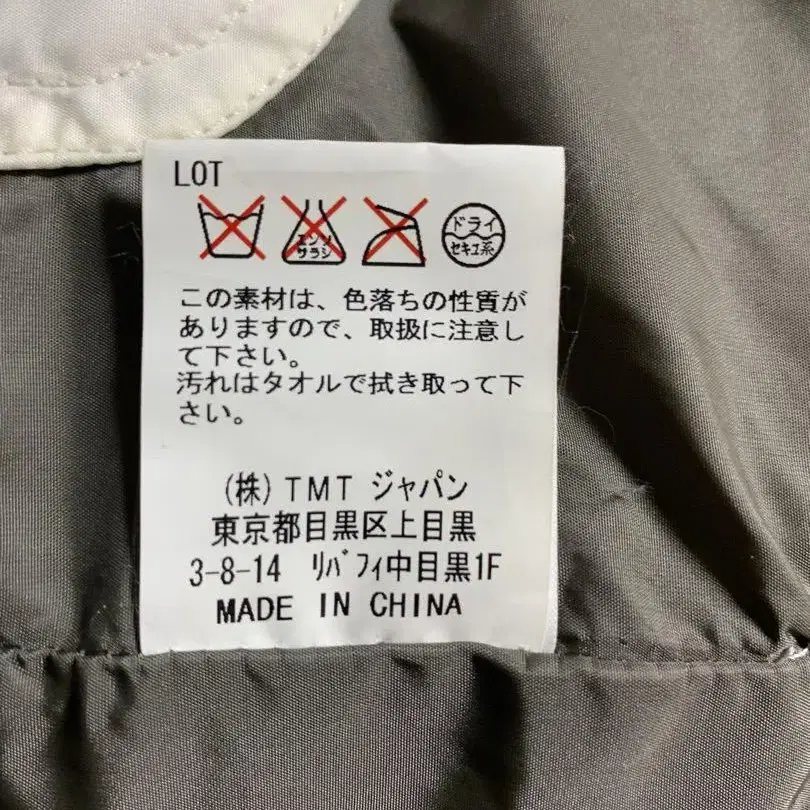 LOT
エンソ
サラシ
ドライ
セキユ系
この素材は、色落ちの性質が
ありますので、取扱に注意し
て下さい。
汚れはタオルで拭き取って下
さい。
(株)TMT ジャパン
東京都目黒区上目黒
3-8-14 ﾘﾊﾞﾌｨ中目黒1F
MADE IN CHINA